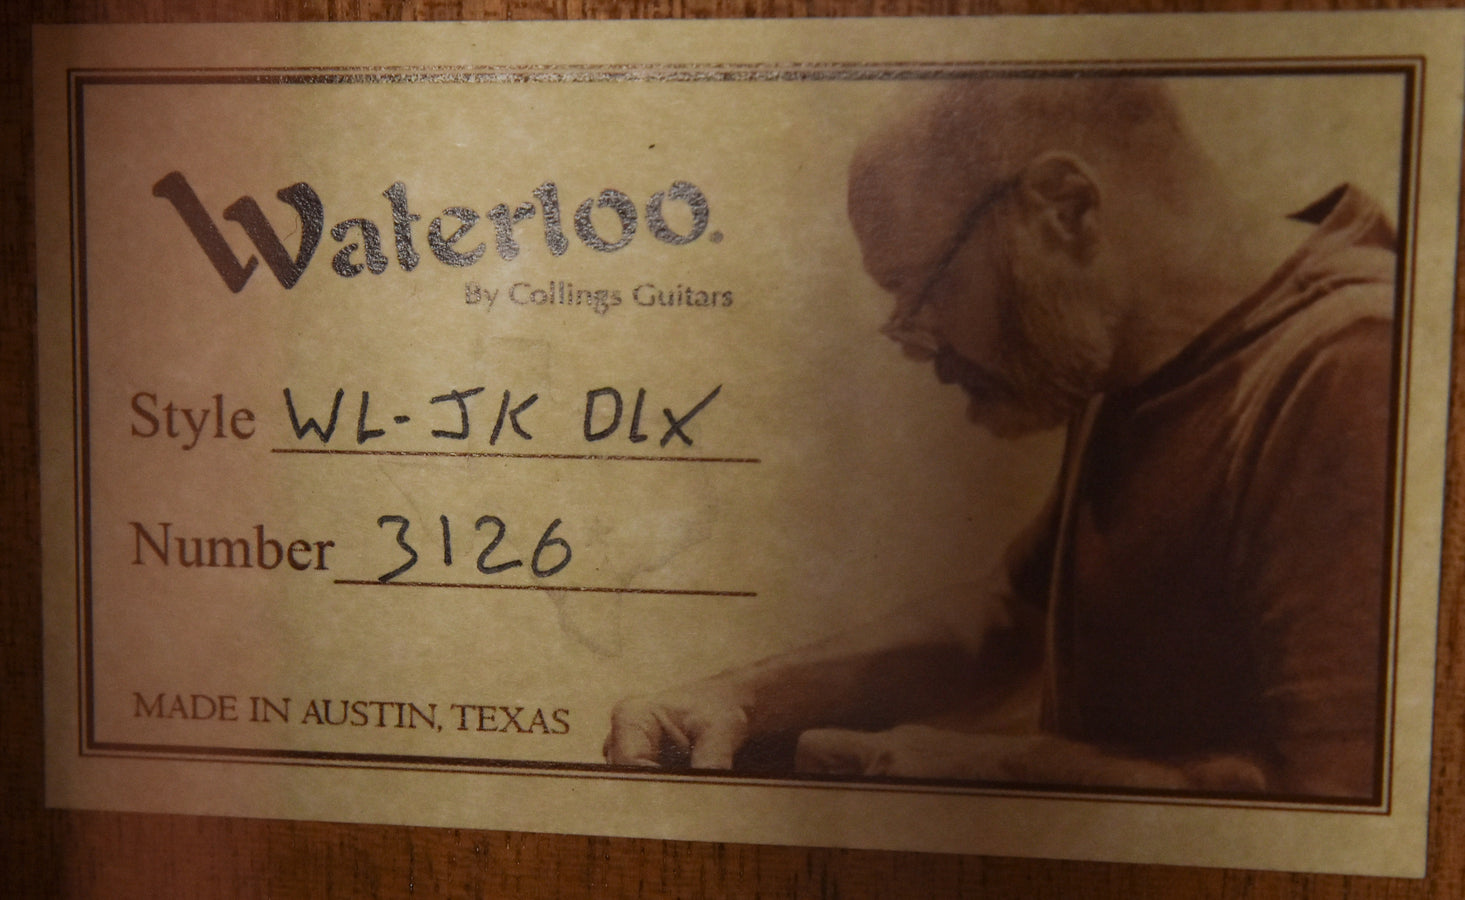 Waterloo.
By Collings Guitars
Style WL-JK DLX
Number 3126
MADE IN AUSTIN, TEXAS